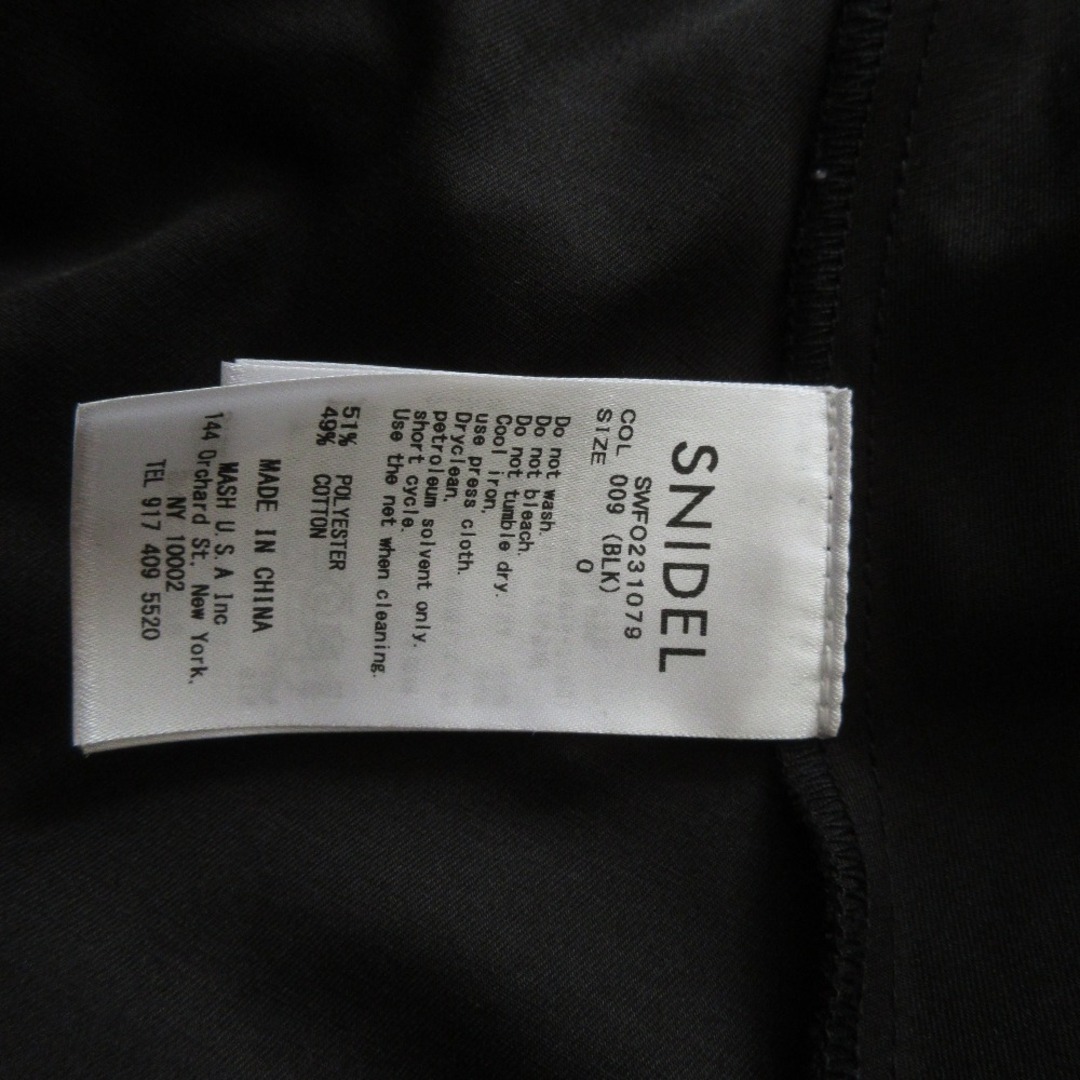 SNIDEL
SWFO231079
COL 009 (BLK)
SIZE 0
Do not wash.
Do not bleach.
Do not tumble dry.
Cool iron,
use press cloth.
Dryclean,
petroleum solvent only.
short cycle.
Use the net when cleaning.
51% POLYESTER
49% COTTON
MADE IN CHINA
MASH U.S.A Inc
144 Orchard St. New York.
NY 10002
TEL 917 409 5520